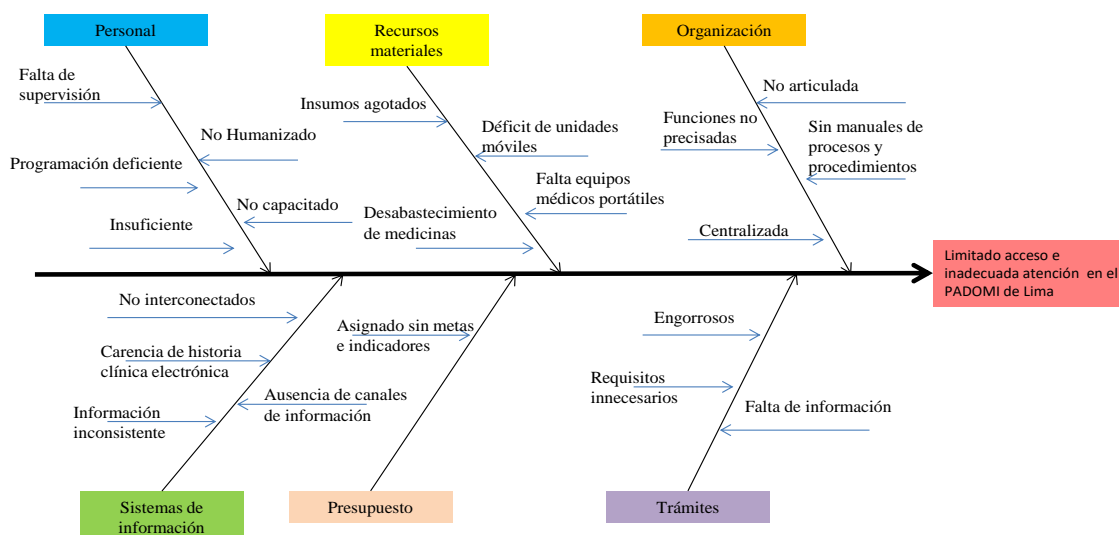 Personal
Recursos
materiales
Organización
Falta de
supervisión
No Humanizado
Programación deficiente
No capacitado
Insuficiente
Insumos agotados
Déficit de unidades
móviles
Falta equipos
médicos portátiles
Desabastecimiento
de medicinas
No articulada
Funciones no
precisadas
Sin manuales de
procesos y
procedimientos
Centralizada
Limitado acceso e
inadecuada atención en el
PADOMI de Lima
No interconectados
Carencia de historia
clínica electrónica
Ausencia de canales
de información
Información
inconsistente
Asignado sin metas
e indicadores
Engorrosos
Requisitos
innecesarios
Falta de información
Sistemas de
información
Presupuesto
Trámites